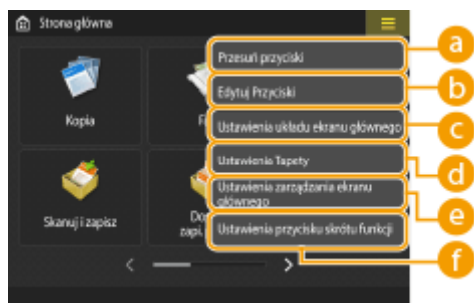 Strona główna
Przesuń przyciski
a
Edytuj Przyciski
b
Kopia
Ustawienia układu ekranu głównego
c
Ustawienia Tapety
d
Ustawienia zarządzania ekranu
głównego
e
Skanuj i zapisz
Ustawienia przycisku skrótu funkcji
f